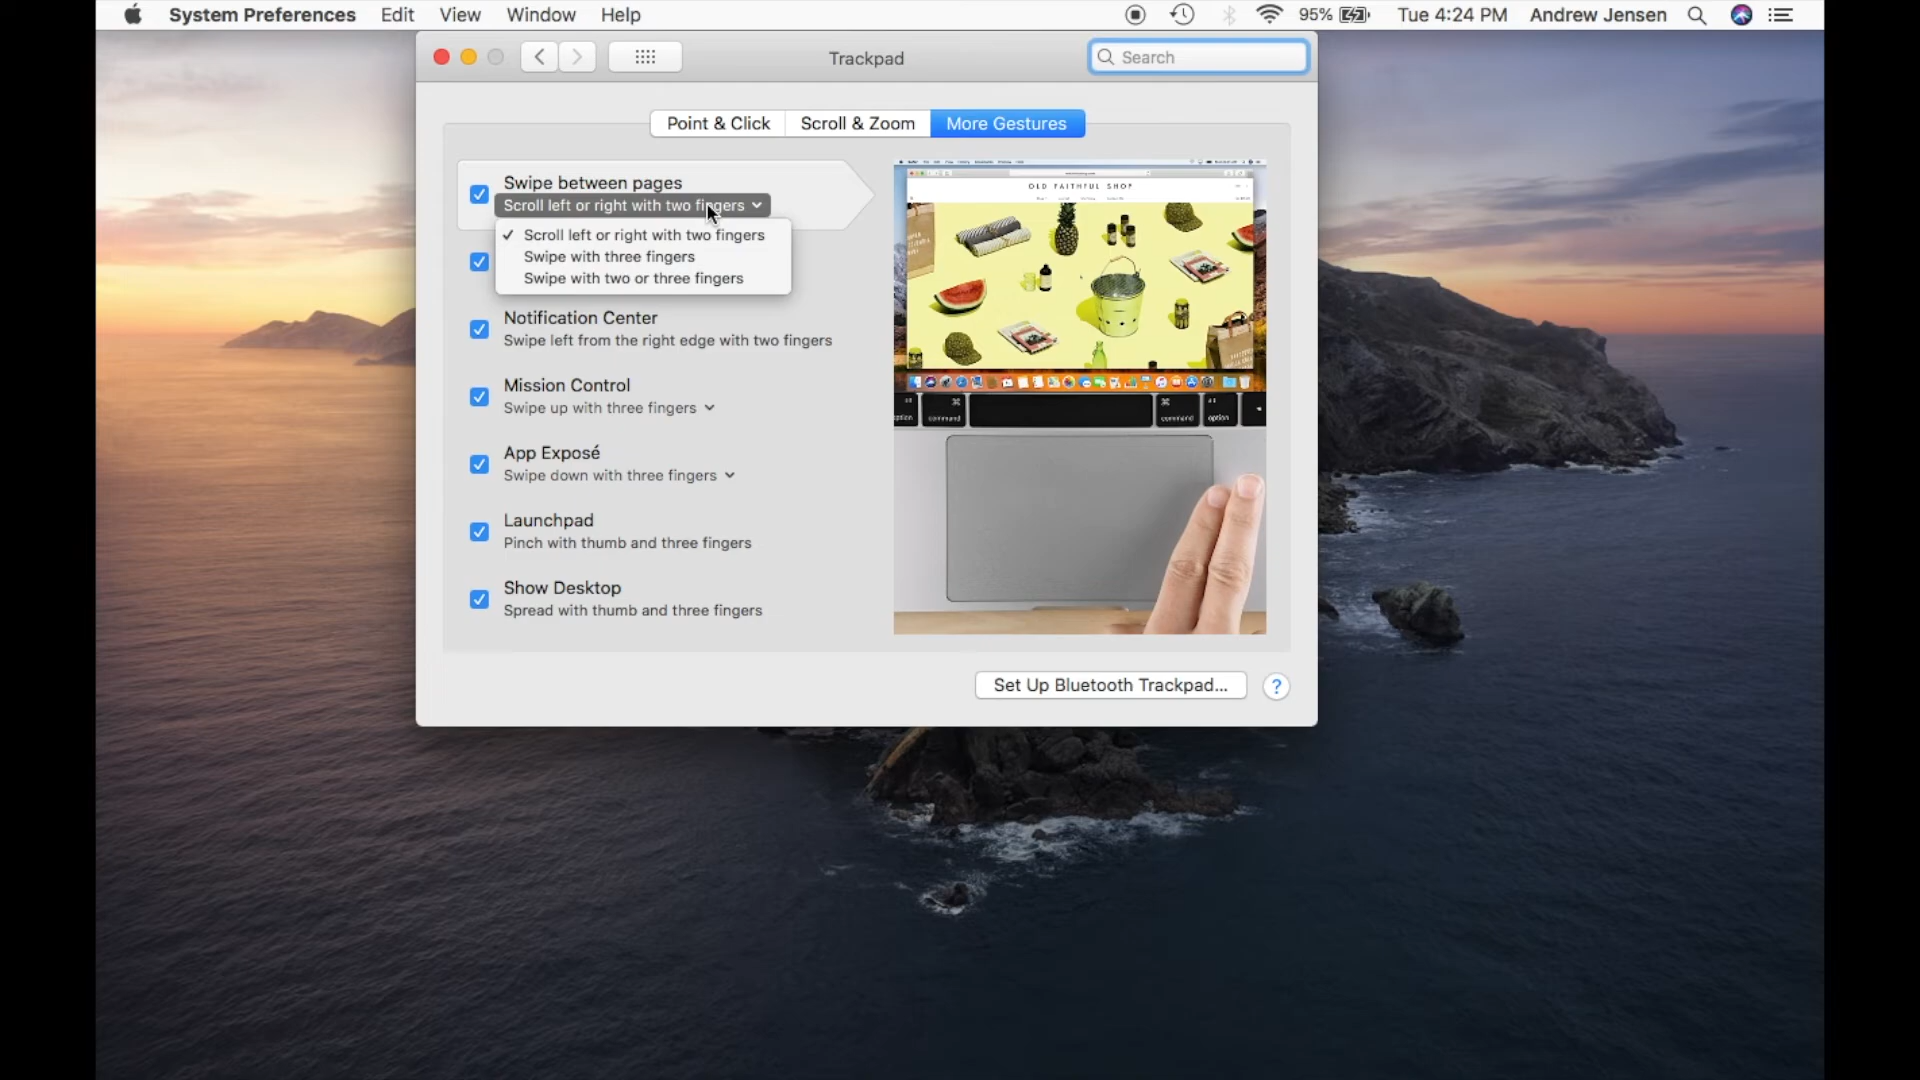 System Preferences Edit View Window Help 95% Tue 4:24 PM Andrew Jensen
Trackpad
Search
Point & Click Scroll & Zoom More Gestures
Swipe between pages
Scroll left or right with two fingers
✓ Scroll left or right with two fingers
Swipe with three fingers
Swipe with two or three fingers
Notification Center
Swipe left from the right edge with two fingers
Mission Control
Swipe up with three fingers
App Exposé
Swipe down with three fingers
Launchpad
Pinch with thumb and three fingers
Show Desktop
Spread with thumb and three fingers
OLD FAITHFUL SHOP
option command command option
Set Up Bluetooth Trackpad...
?